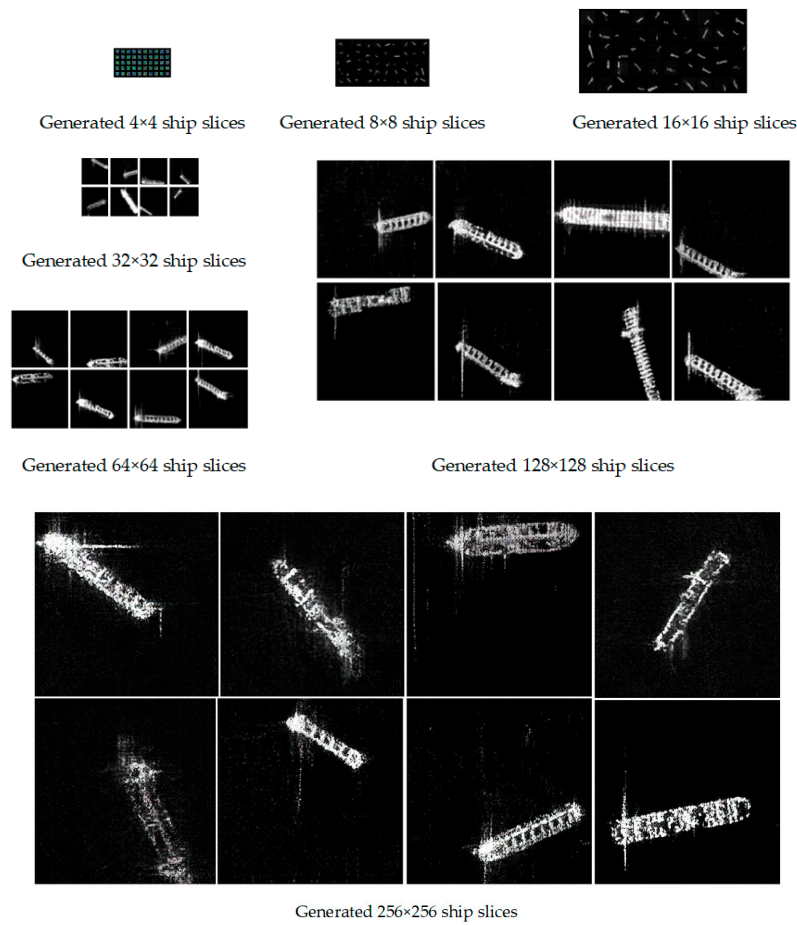 Generated 4×4 ship slices
Generated 8×8 ship slices
Generated 16×16 ship slices
Generated 32×32 ship slices
Generated 64×64 ship slices
Generated 128×128 ship slices
Generated 256×256 ship slices